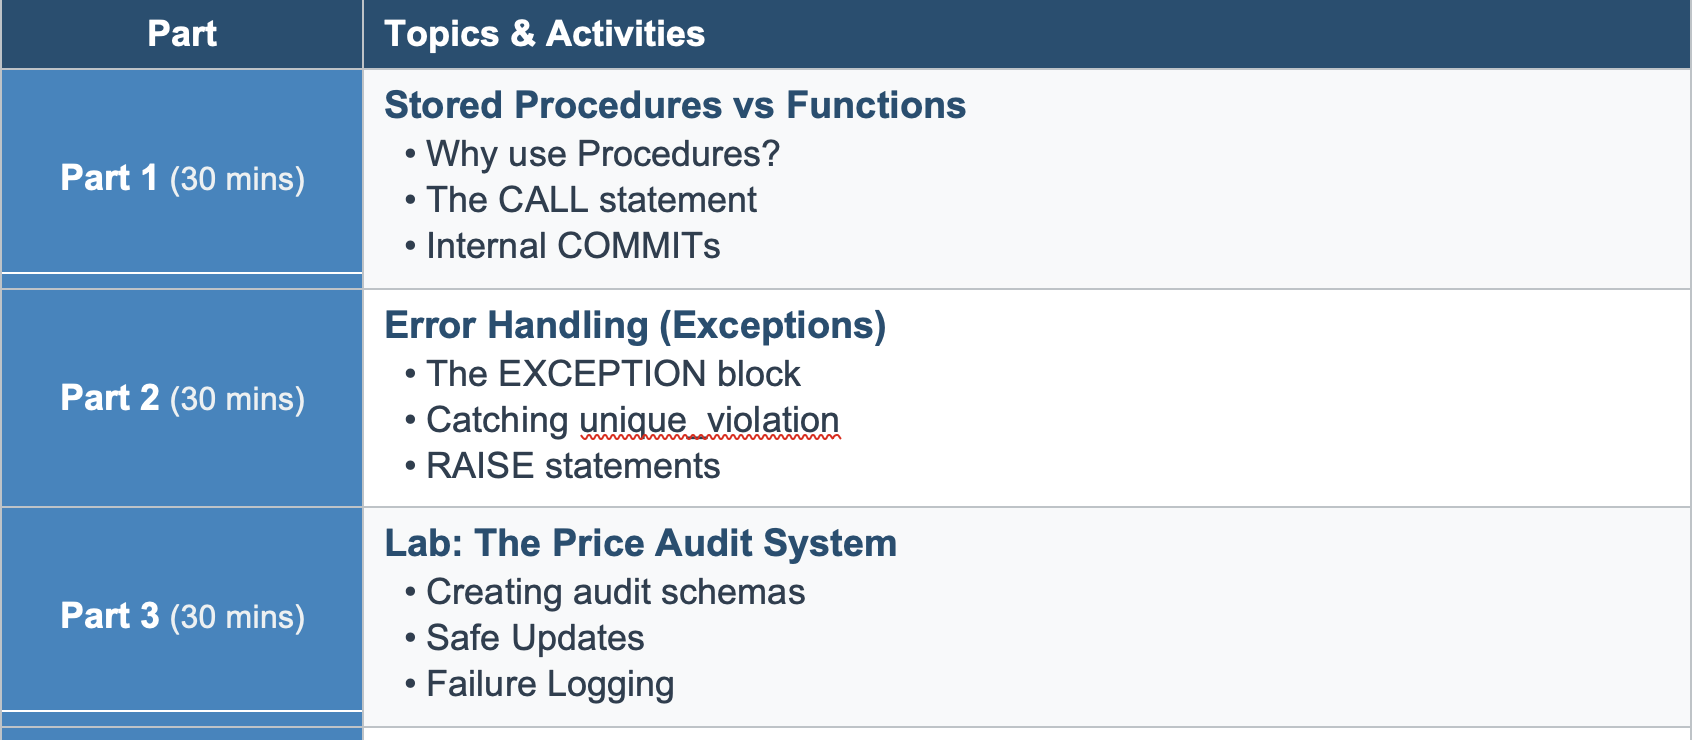 Part
Topics & Activities
Part 1 (30 mins)
Stored Procedures vs Functions
• Why use Procedures?
• The CALL statement
• Internal COMMITs
Part 2 (30 mins)
Error Handling (Exceptions)
• The EXCEPTION block
• Catching unique_violation
• RAISE statements
Part 3 (30 mins)
Lab: The Price Audit System
• Creating audit schemas
• Safe Updates
• Failure Logging